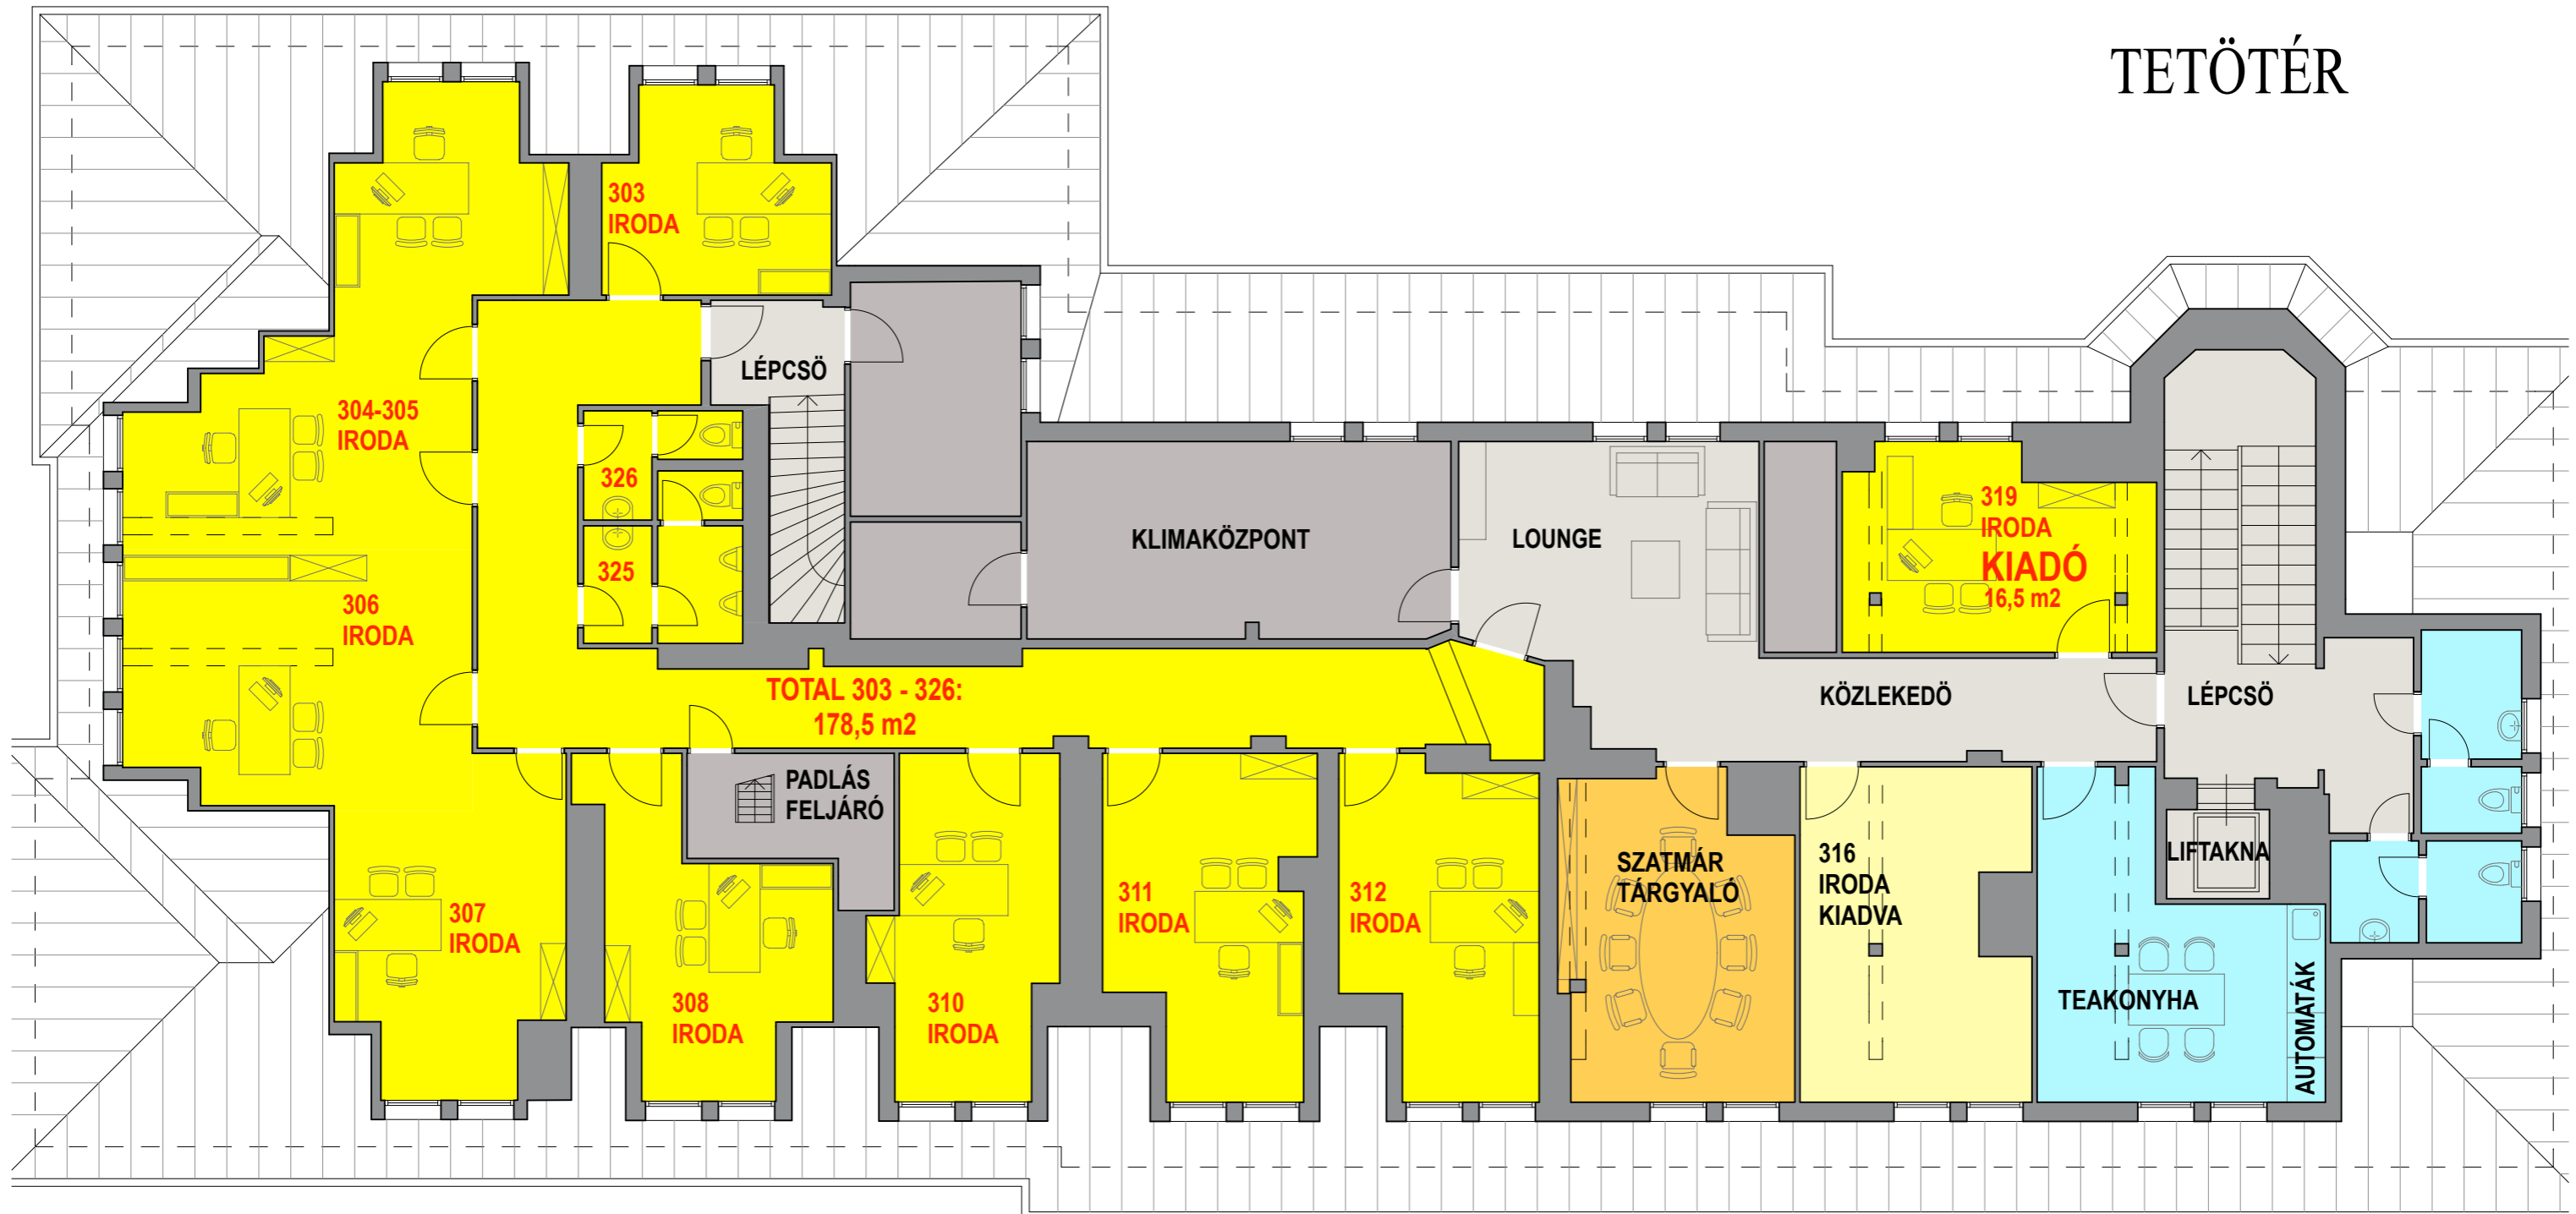 TETÖTÉR
303
IRODA
LÉPCSÖ
304-305
IRODA
326
325
306
IRODA
KLIMAKÖZPONT
LOUNGE
319
IRODA
KIADÓ
16,5 m2
TOTAL 303 - 326:
178,5 m2
KÖZLEKEDÖ
LÉPCSÖ
PADLÁS
FELJÁRÓ
307
IRODA
308
IRODA
310
IRODA
311
IRODA
312
IRODA
SZATMÁR
TÁRGYALÓ
316
IRODA
KIADVA
LIFTAKNA
TEAKONYHA
AUTOMATÁK